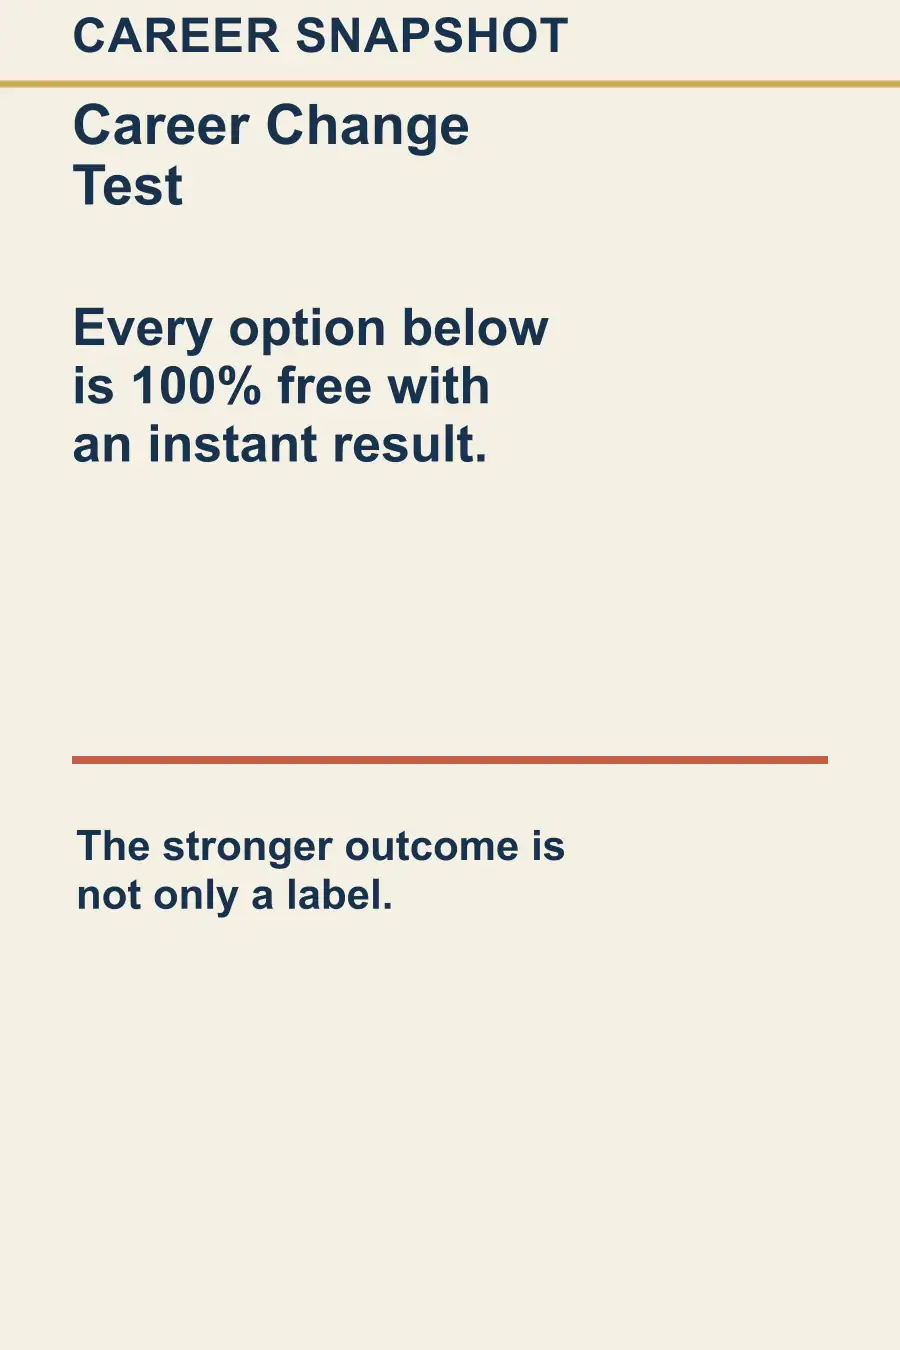 CAREER SNAPSHOT
Career Change
Test
Every option below
is 100% free with
an instant result.
The stronger outcome is
not only a label.